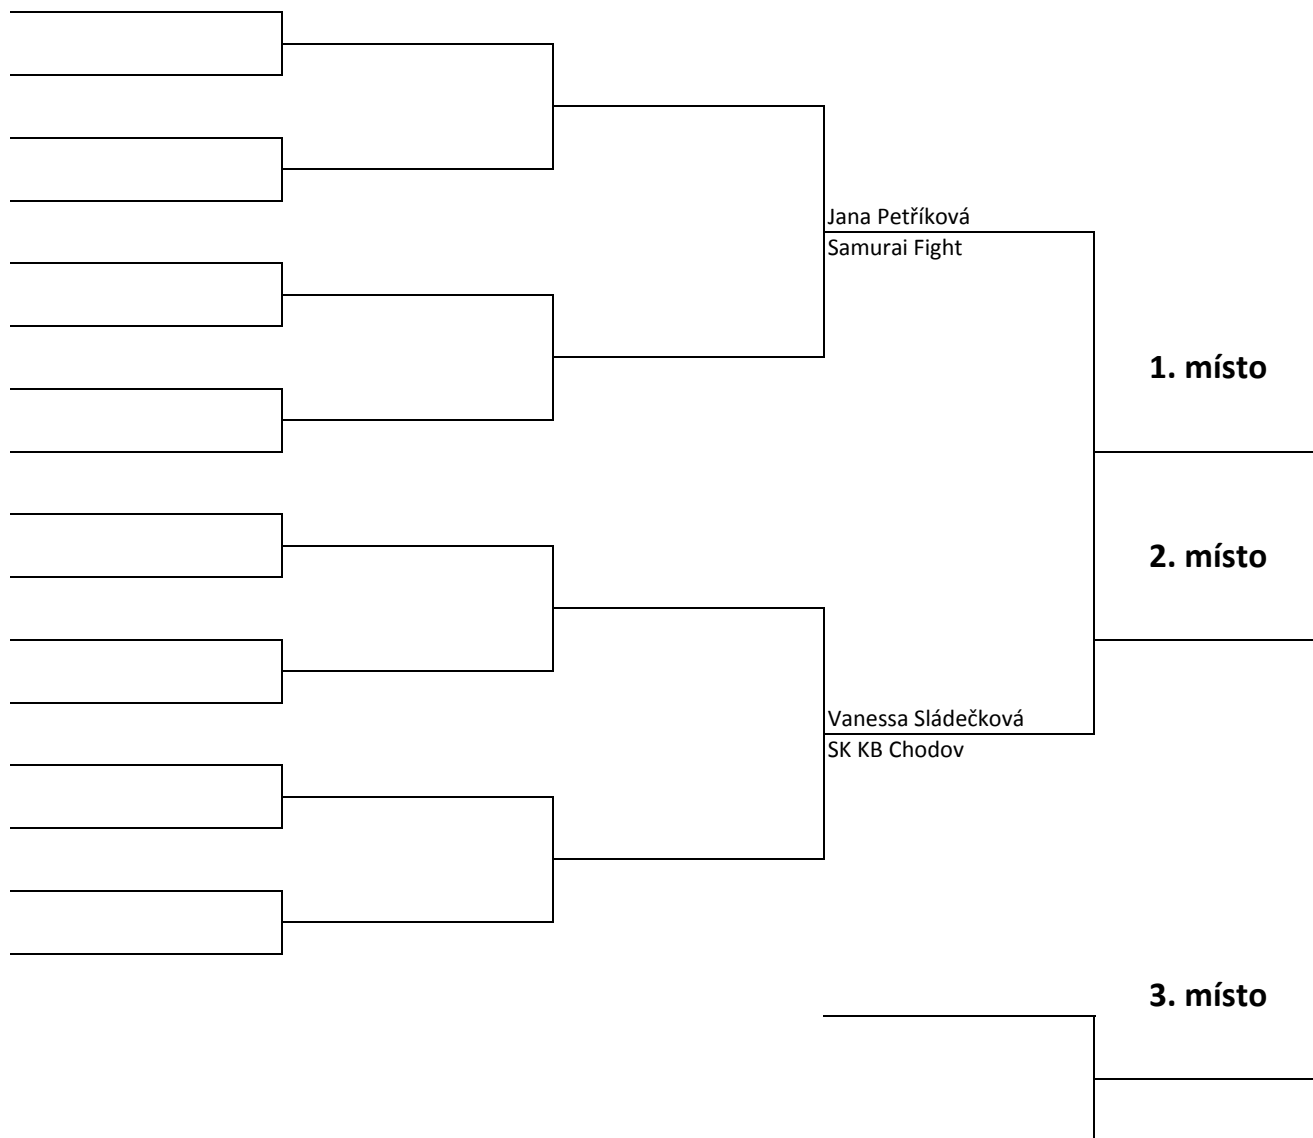 Jana Petříková
Samurai Fight
1. místo
2. místo
Vanessa Sládečková
SK KB Chodov
3. místo